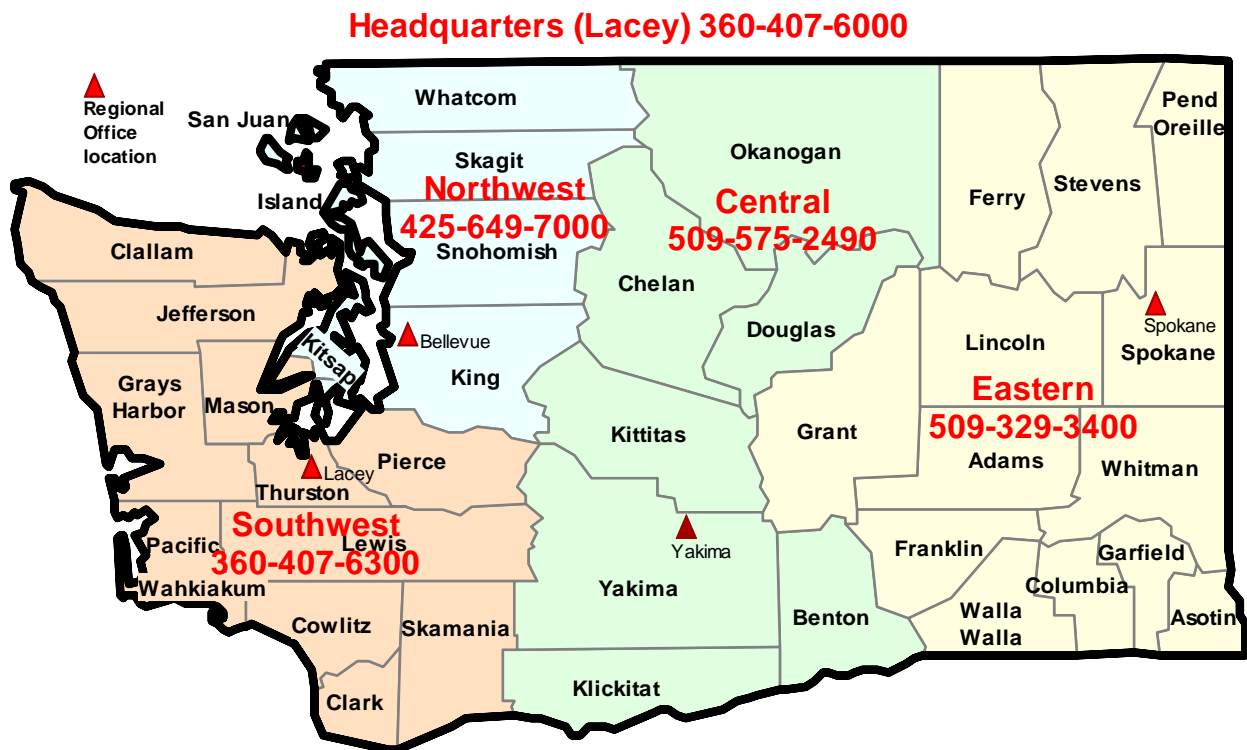 Headquarters (Lacey) 360-407-6000
Regional
Office
location
San Juan
Whatcom
Skagit
Island
Northwest
425-649-7000
Snohomish
Okanogan
Central
509-575-2490
Pend
Oreille
Stevens
Ferry
Clallam
Jefferson
Chelan
Douglas
Kitsap
Bellevue
King
Lincoln
Spokane
Spokane
Grays
Harbor
Mason
Eastern
509-329-3400
Kittitas
Grant
Adams
Whitman
Pierce
Lacey
Thurston
Southwest
360-407-6300
Lewis
Pacific
Wahkiakum
Yakima
Yakima
Franklin
Garfield
Columbia
Walla
Walla
Asotin
Benton
Cowlitz
Skamania
Clark
Klickitat